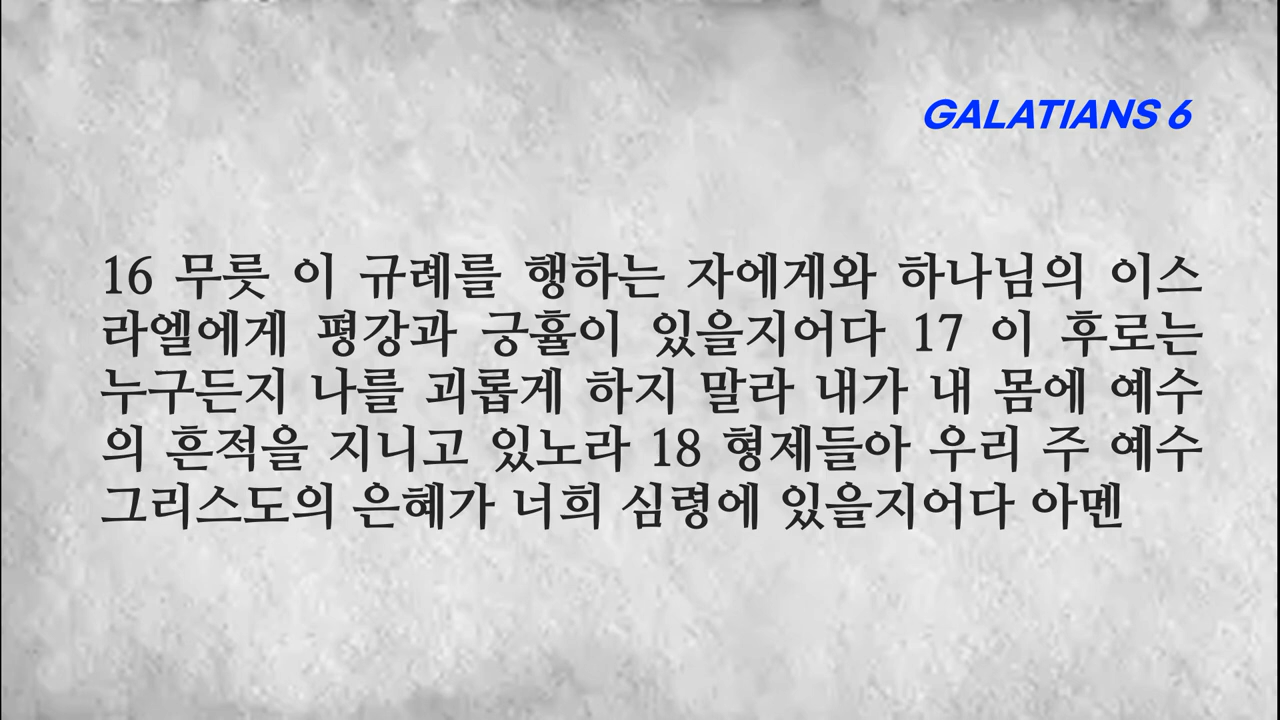 GALATIANS 6
16 무릇 이 규례를 행하는 자에게와 하나님의 이스
라엘에게 평강과 긍휼이 있을지어다 17 이 후로는
누구든지 나를 괴롭게 하지 말라 내가 내 몸에 예수
의 흔적을 지니고 있노라 18 형제들아 우리 주 예수
그리스도의 은혜가 너희 심령에 있을지어다 아멘